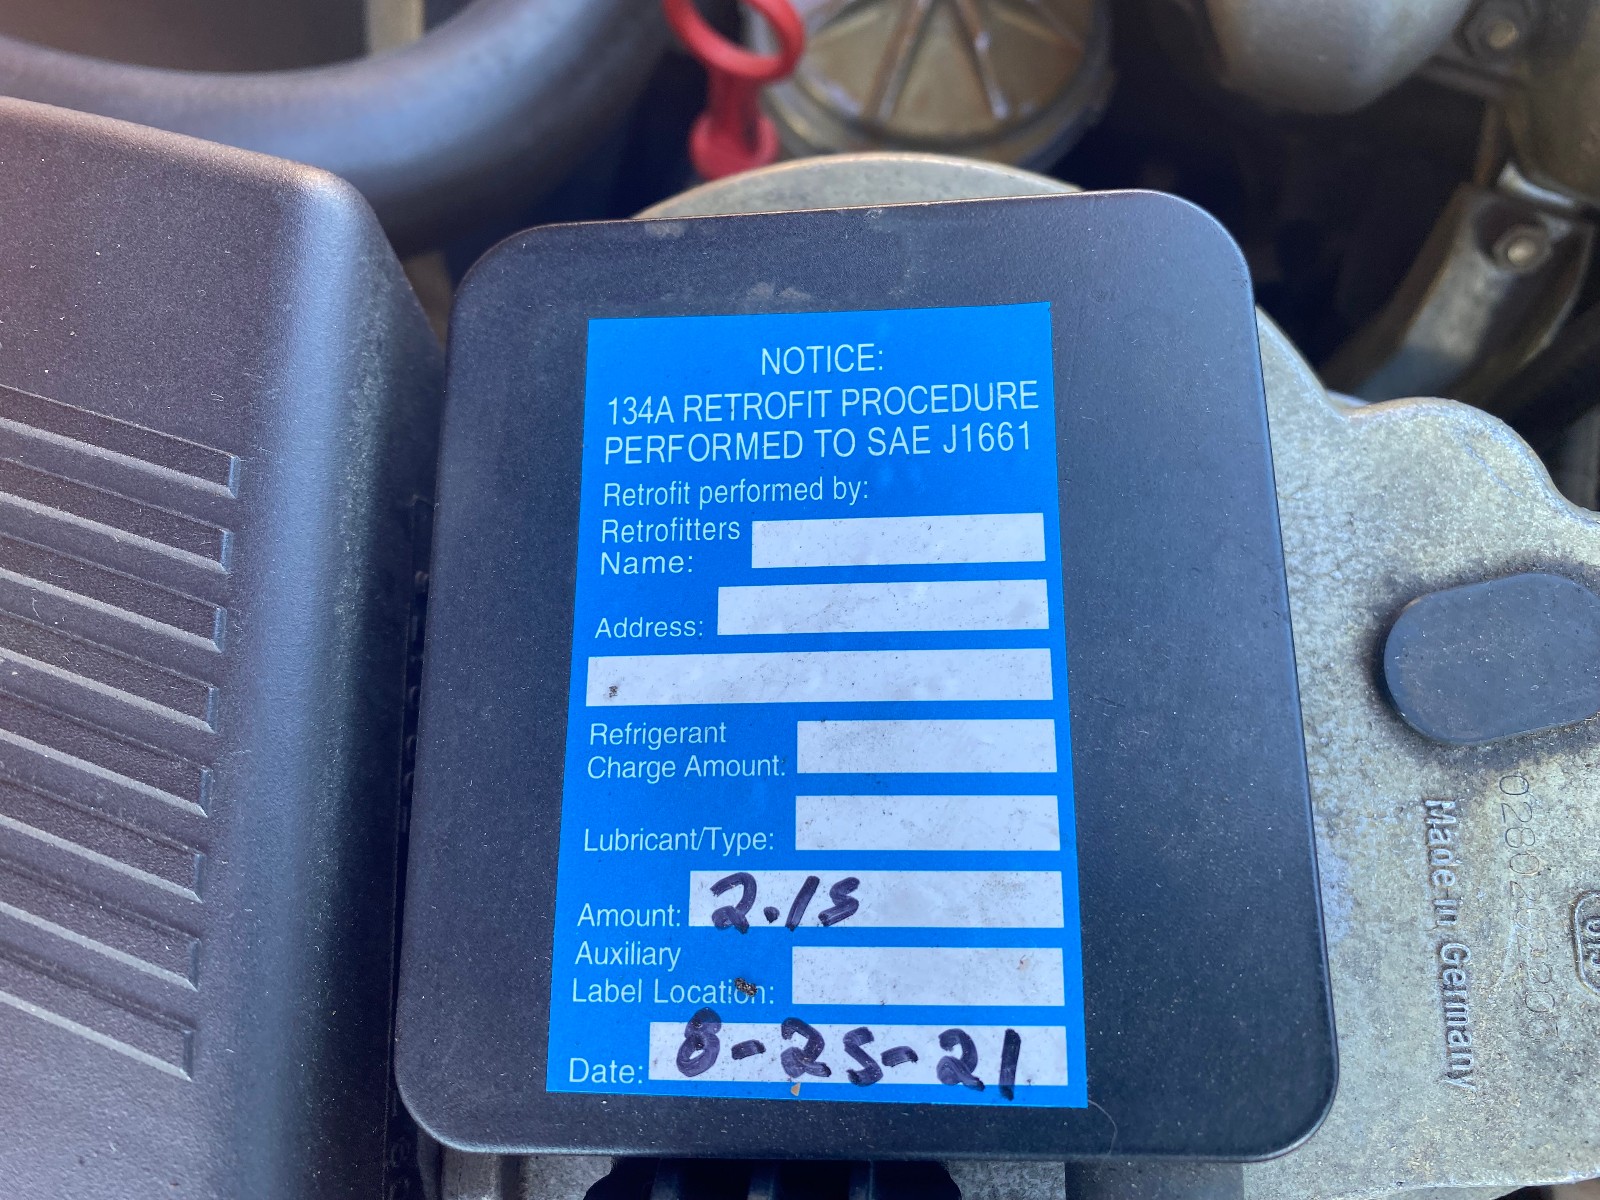 NOTICE:
134A RETROFIT PROCEDURE
PERFORMED TO SAE J1661
Retrofit performed by:
Retrofitters
Name:
Address:
Refrigerant
Charge Amount:
Lubricant/Type:
Amount: 2.15
Auxiliary
Label Location:
Date: 8-25-21
Made in Germany